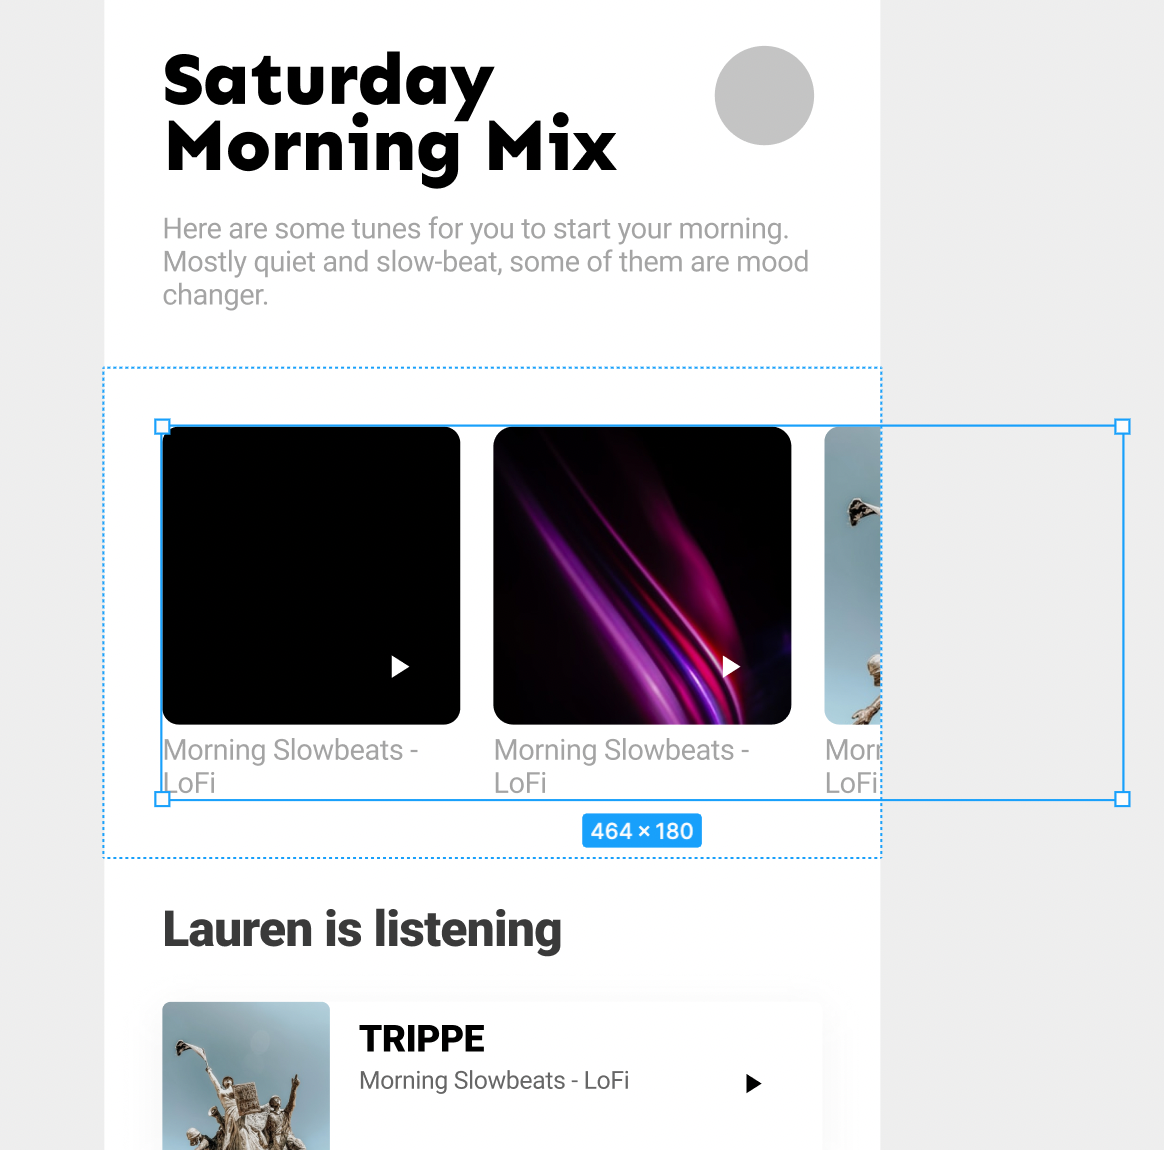 Saturday
Morning Mix
Here are some tunes for you to start your morning.
Mostly quiet and slow-beat, some of them are mood
changer.
Morning Slowbeats -
LoFi
Morning Slowbeats -
LoFi
Morn
LoFi
464 × 180
Lauren is listening
TRIPPE
Morning Slowbeats - LoFi